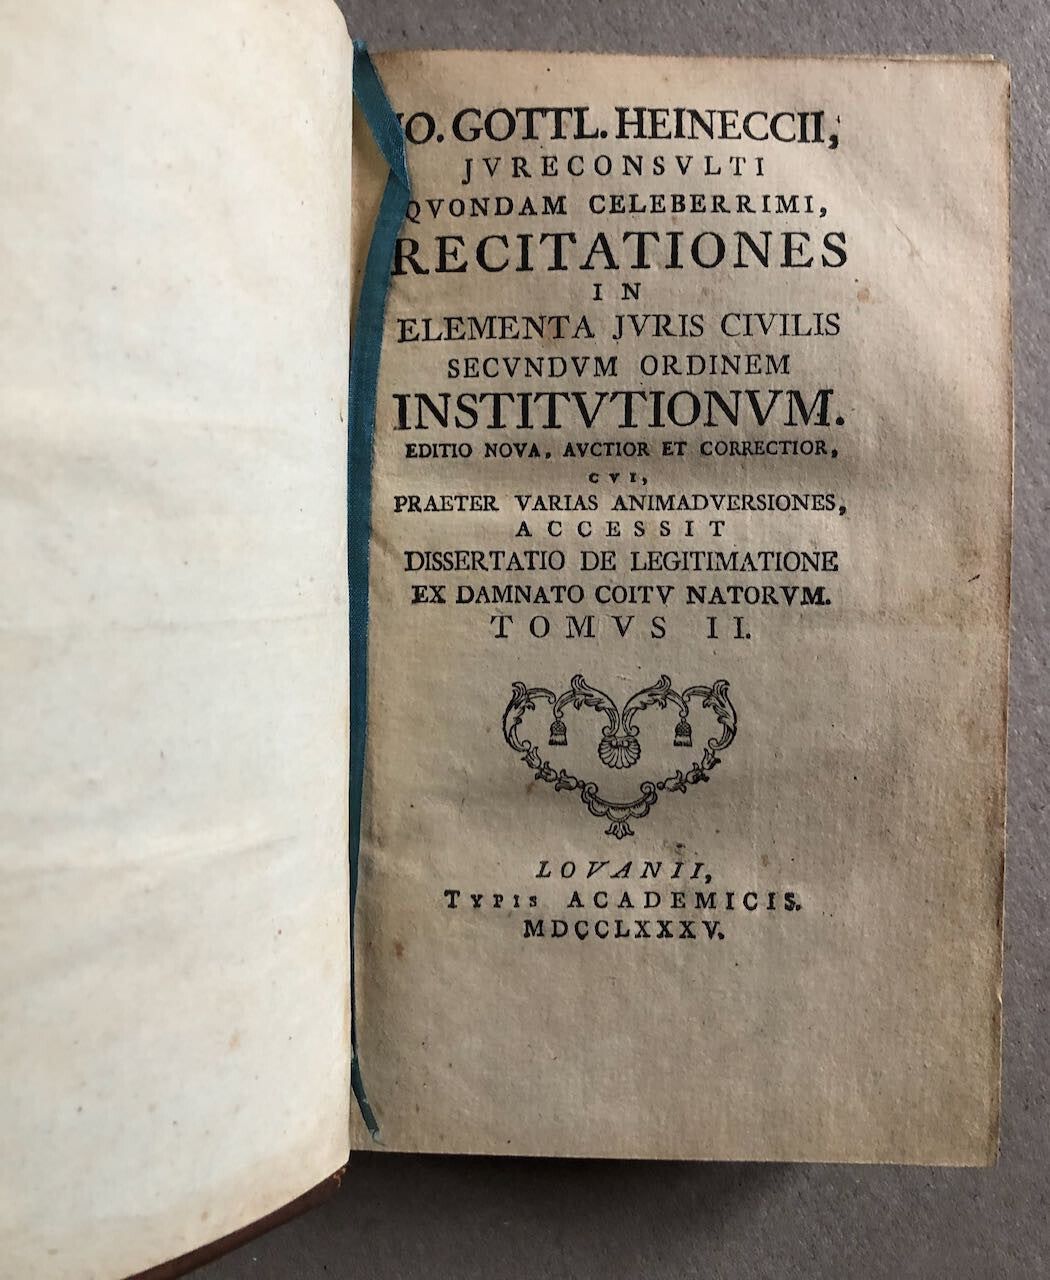 IO. GOTTL. HEINECCII,
JVRECONSVLTI
QVONDAM CELEBERRIMI,
RECITATIONES
IN
ELEMENTA JVRIS CIVILIS
SECVNDVM ORDINEM
INSTITVTIONVM.
EDITIO NOVA, AVCTIOR ET CORRECTIOR,
CVI,
PRAETER VARIAS ANIMADVERSIONES,
ACCESSIT
DISSERTATIO DE LEGITIMATIONE
EX DAMNATO COITV NATORVM.
TOMVS II.
LOVANII,
TYPIS ACADEMICIS.
MDCCLXXXV.